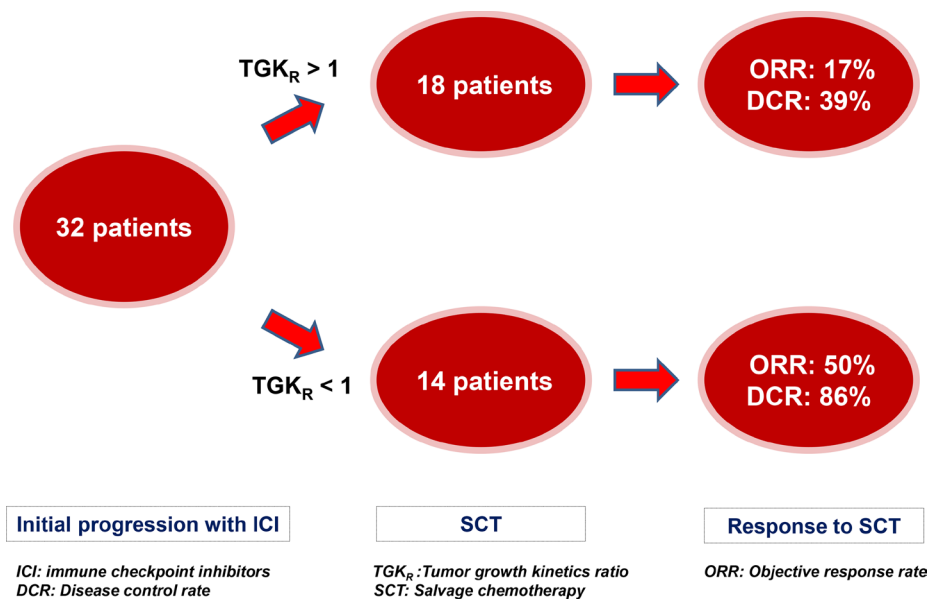 TGKR > 1
18 patients
ORR: 17%
DCR: 39%
32 patients
TGKR < 1
14 patients
ORR: 50%
DCR: 86%
Initial progression with ICI
SCT
Response to SCT
ICI: immune checkpoint inhibitors
DCR: Disease control rate
TGKR :Tumor growth kinetics ratio
SCT: Salvage chemotherapy
ORR: Objective response rate